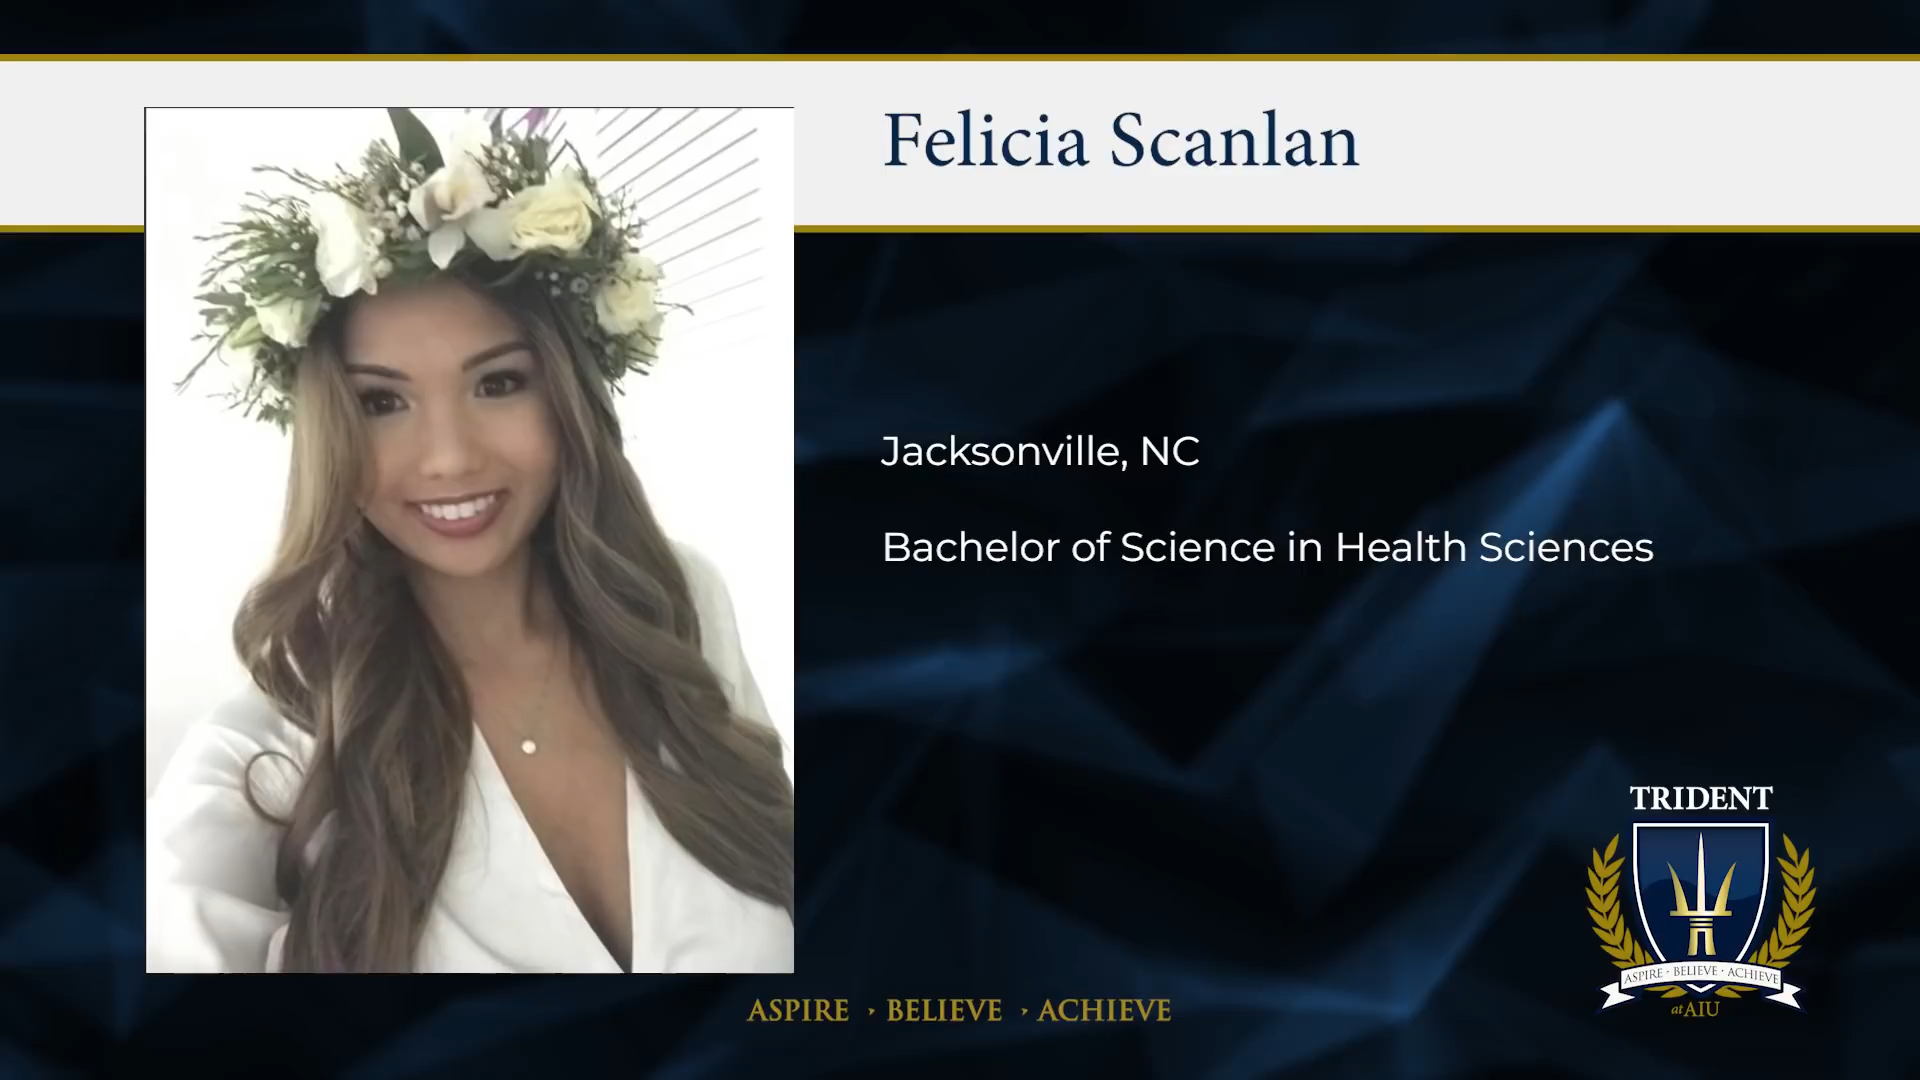 Felicia Scanlan
Jacksonville, NC
Bachelor of Science in Health Sciences
TRIDENT
ASPIRE · BELIEVE · ACHIEVE
at AIU
ASPIRE · BELIEVE · ACHIEVE